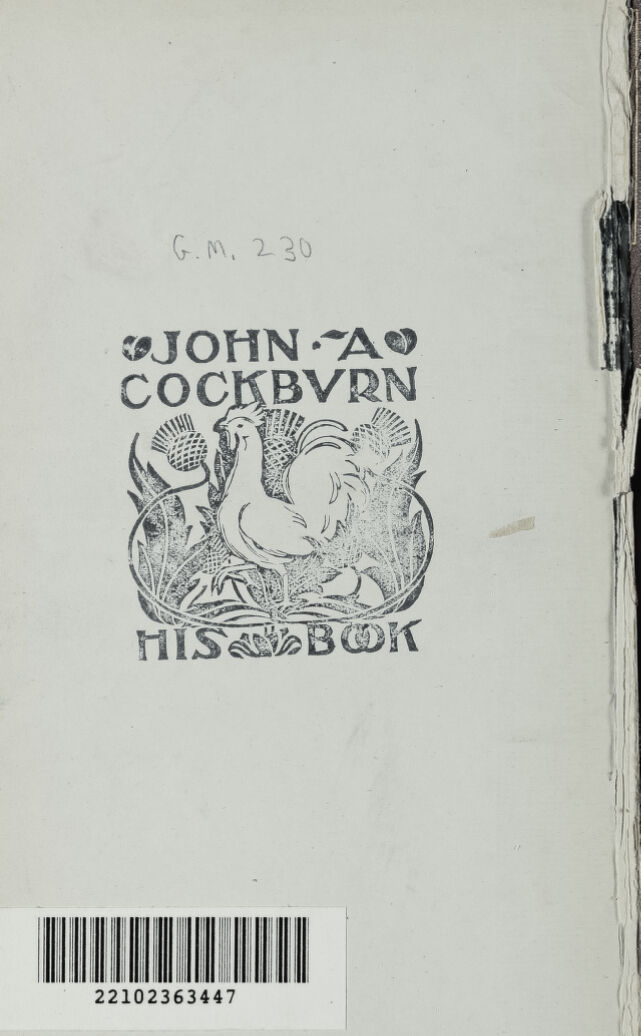 G.M. 230
JOHN · A
COCKBVRN
HIS BOOK
22102363447